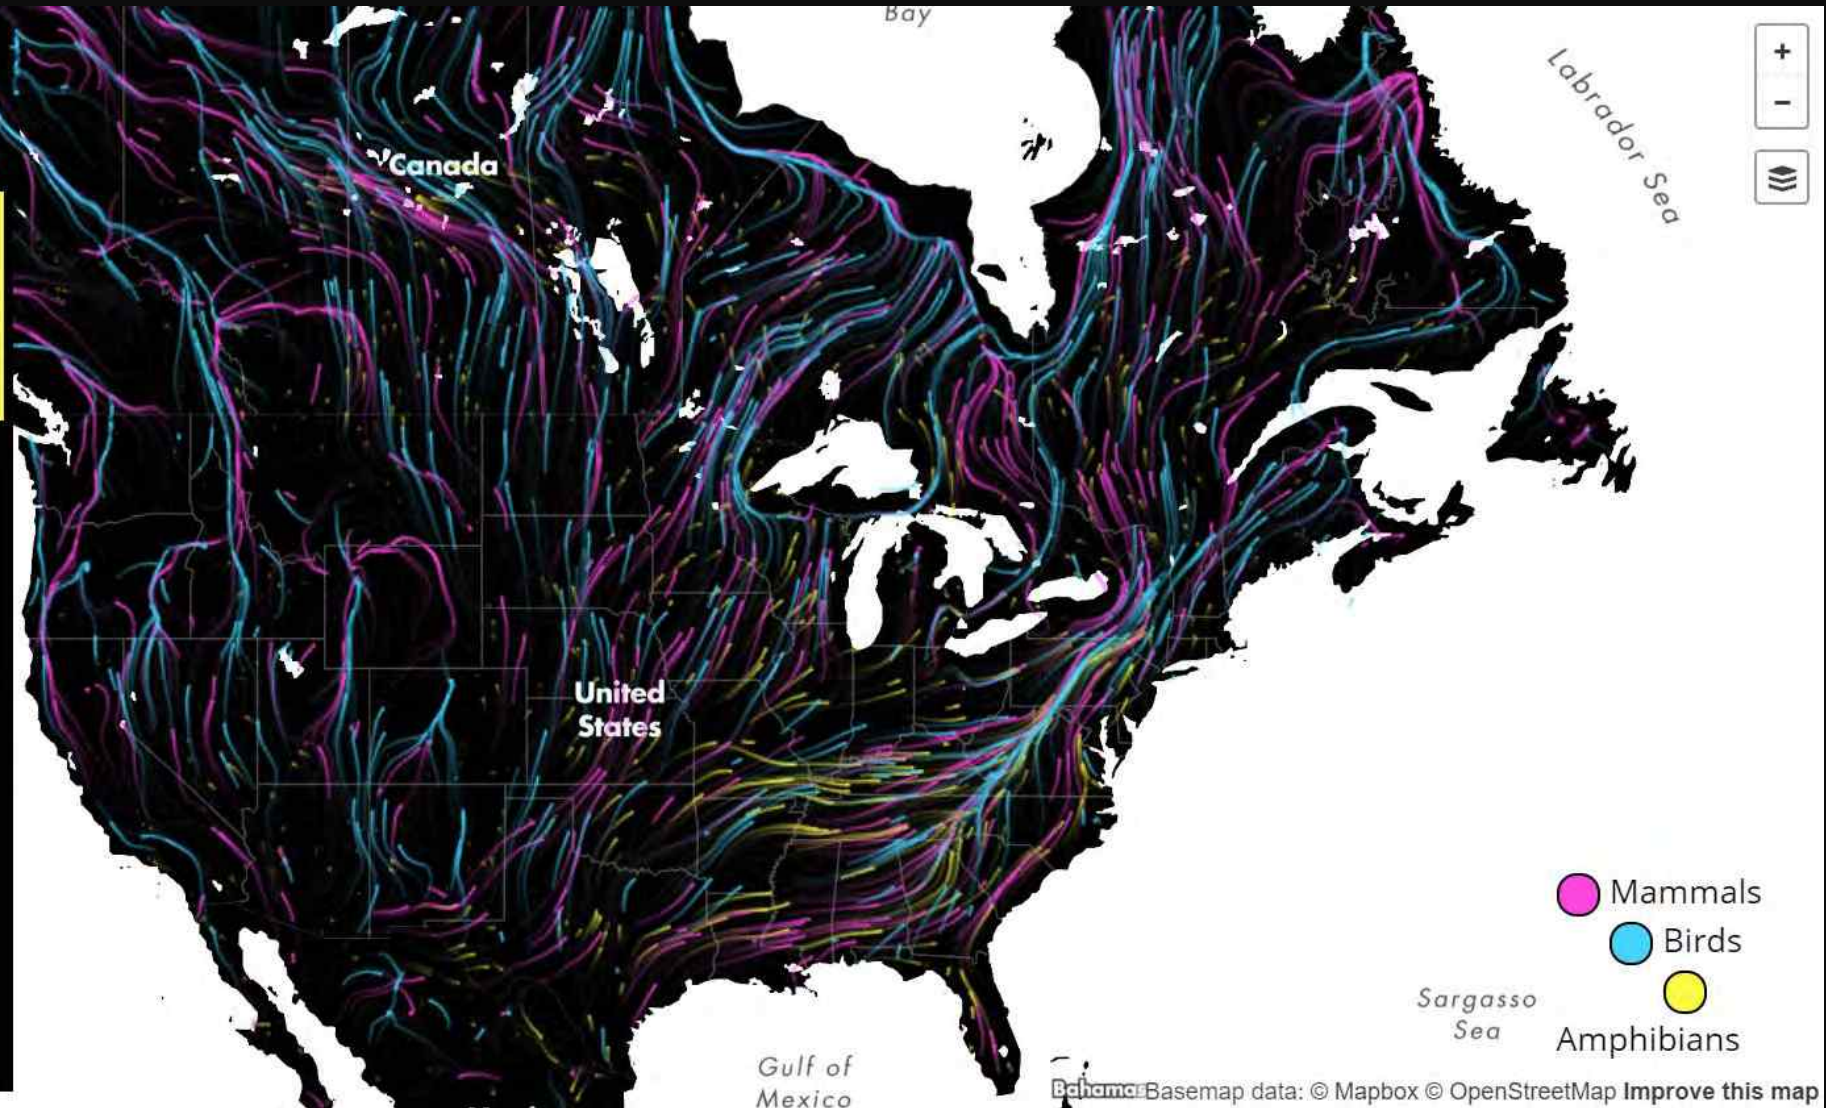 Bay
Labrador Sea
+
−
Canada
United
States
Mammals
Birds
Amphibians
Sargasso
Sea
Gulf of
Mexico
Bahamas
Basemap data: © Mapbox © OpenStreetMap Improve this map